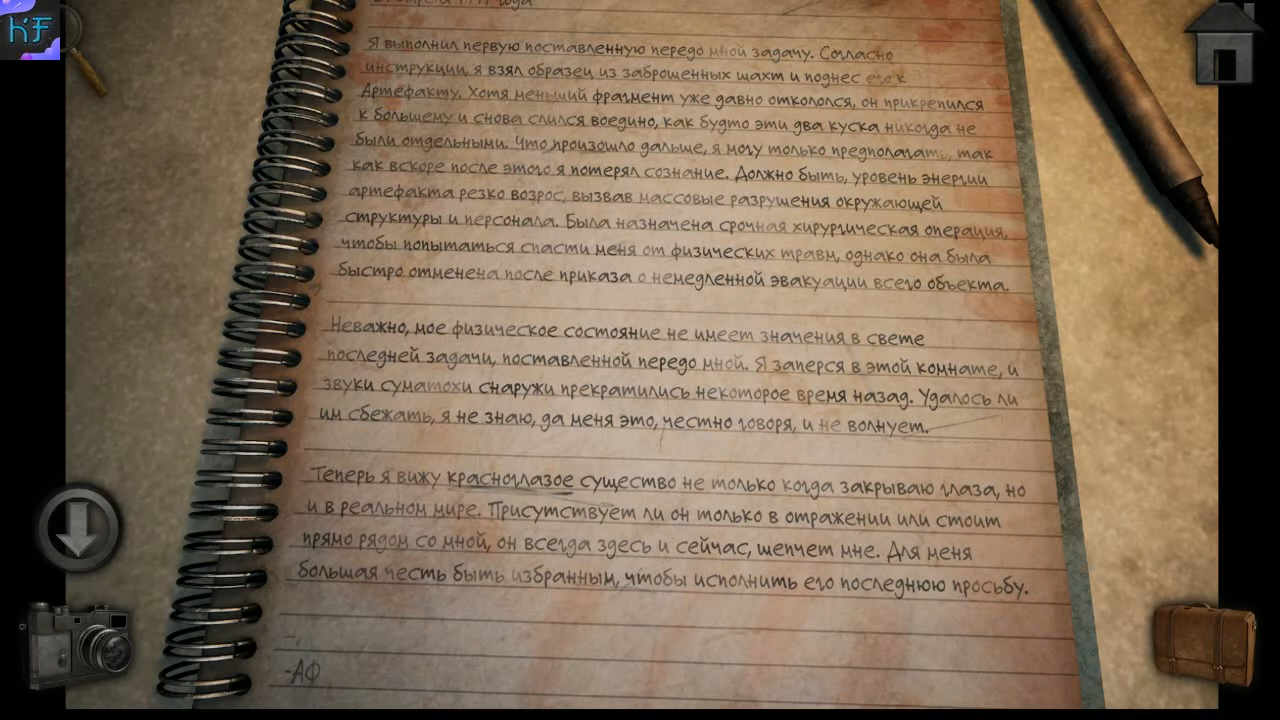 КГ
Я выполнил первую поставленную передо мной задачу. Согласно
инструкции, я взял образец из заброшенных шахт и поднес его к
Артефакту. Хотя меньший фрагмент уже давно откололся, он прикрепился
к большему и снова слился воедино, как будто эти два куска никогда не
были отдельными. Что произошло дальше, я могу только предполагать, так
как вскоре после этого я потерял сознание. Должно быть, уровень энергии
артефакта резко возрос, вызвав массовые разрушения окружающей
структуры и персонала. Была назначена срочная хирургическая операция,
чтобы попытаться спасти меня от физических травм, однако она была
быстро отменена после приказа о немедленной эвакуации всего объекта.
Неважно, мое физическое состояние не имеет значения в свете
последней задачи, поставленной передо мной. Я заперся в этой комнате, и
звуки суматохи снаружи прекратились некоторое время назад. Удалось ли
им сбежать, я не знаю, да меня это, честно говоря, и не волнует.
Теперь я вижу красноглазое существо не только когда закрываю глаза, но
и в реальном мире. Присутствует ли он только в отражении или стоит
прямо рядом со мной, он всегда здесь и сейчас, шепчет мне. Для меня
большая честь быть избранным, чтобы исполнить его последнюю просьбу.
-АФ